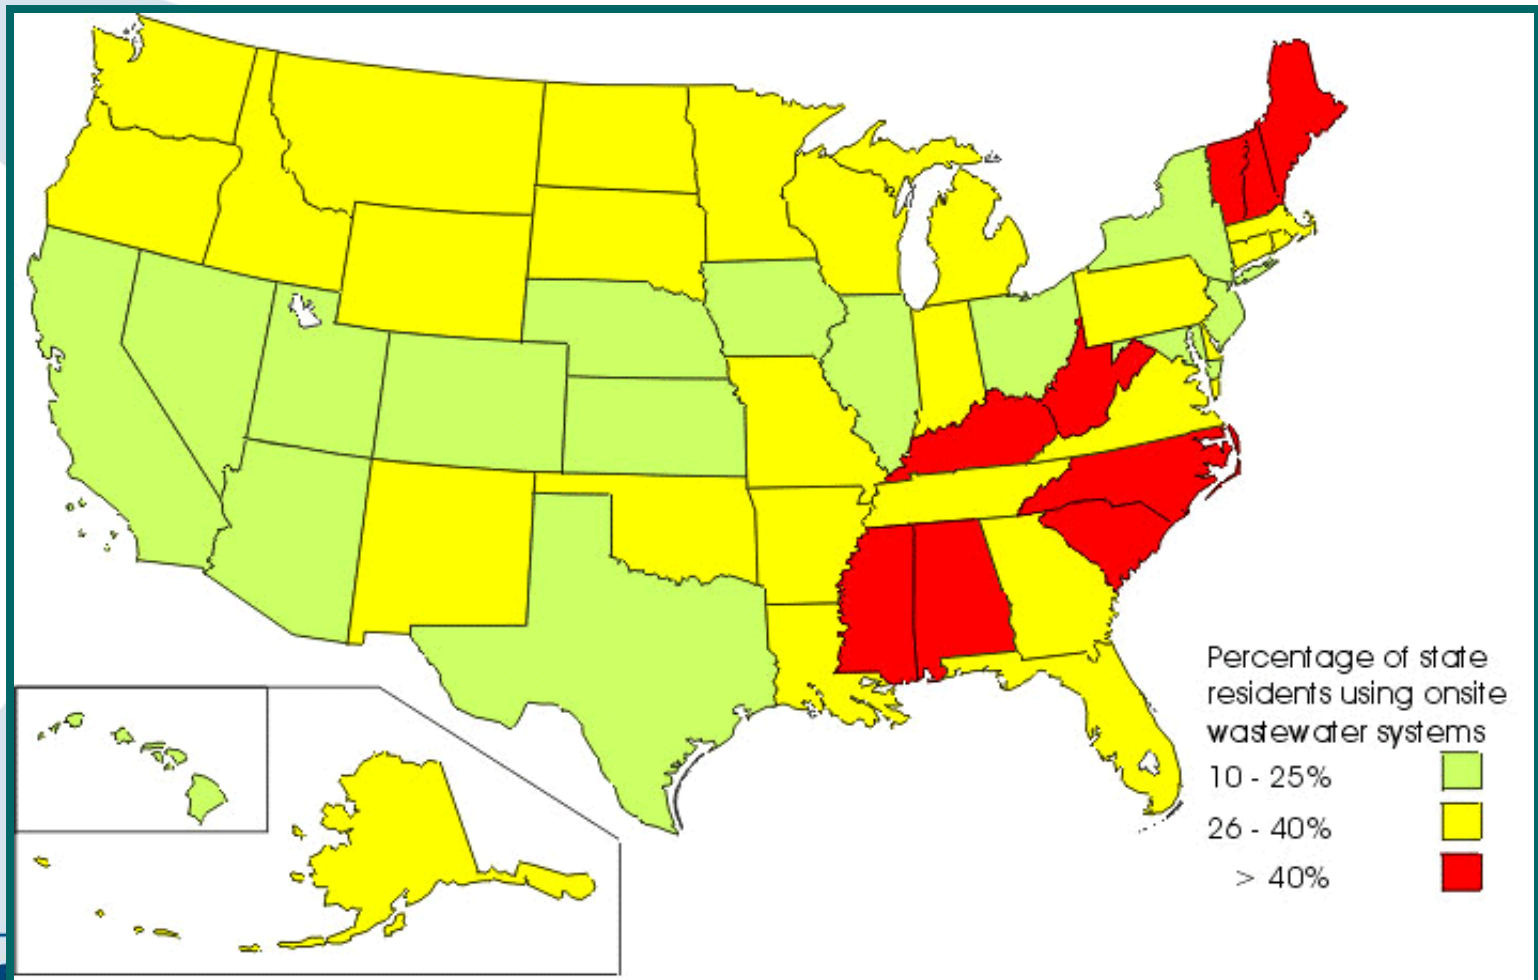 Percentage of state
residents using onsite
wastewater systems
10 - 25%
26 - 40%
> 40%